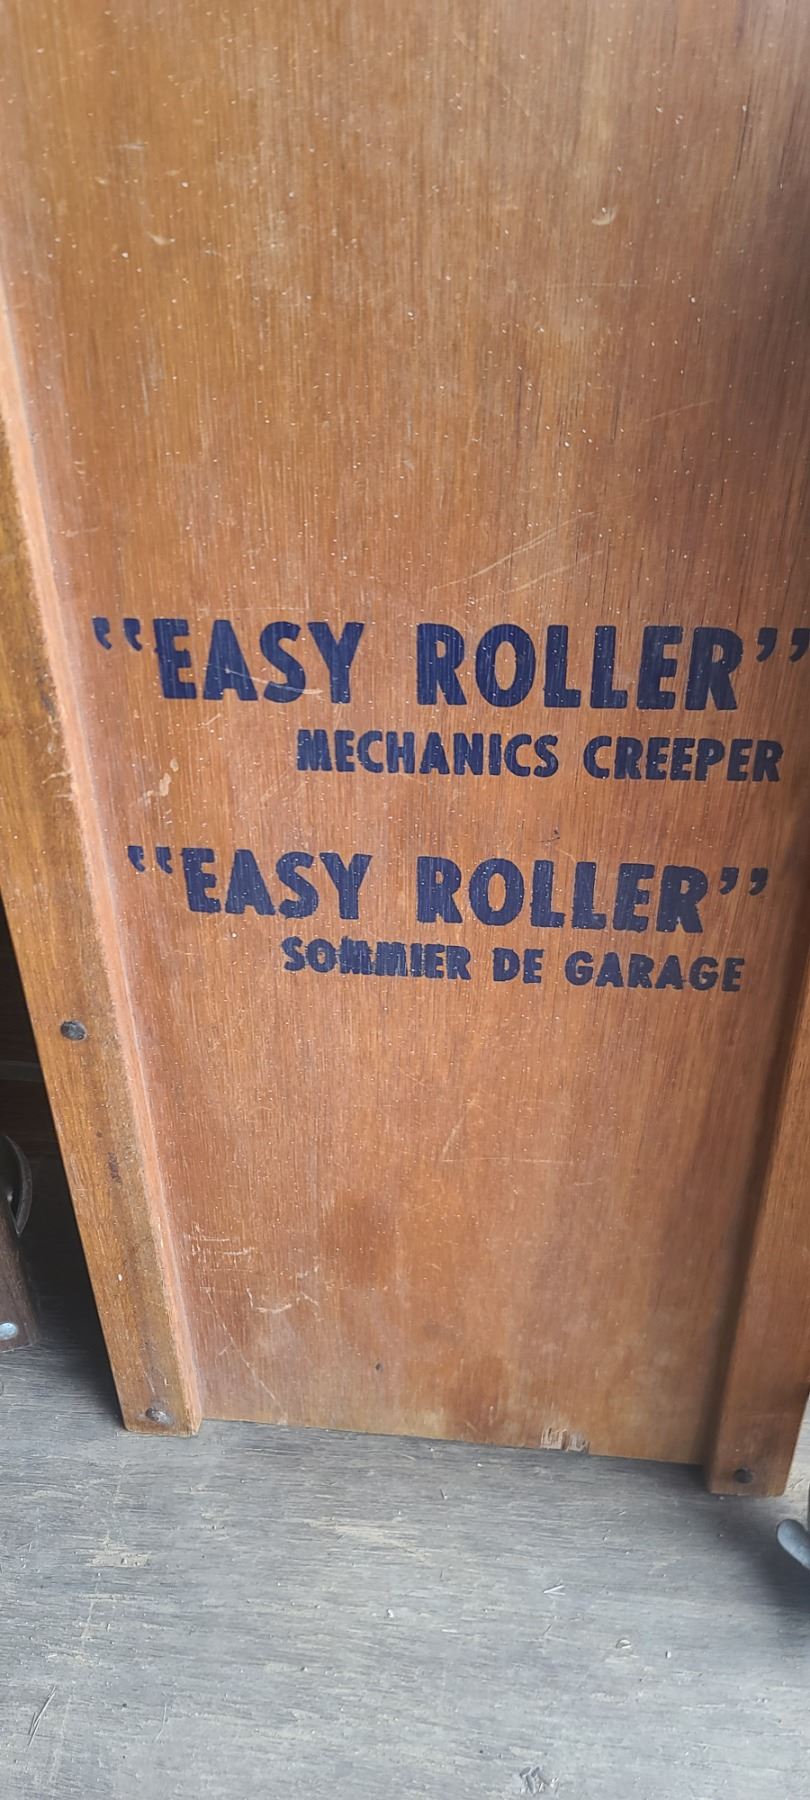 “EASY ROLLER”
MECHANICS CREEPER
“EASY ROLLER”
SOMMIER DE GARAGE